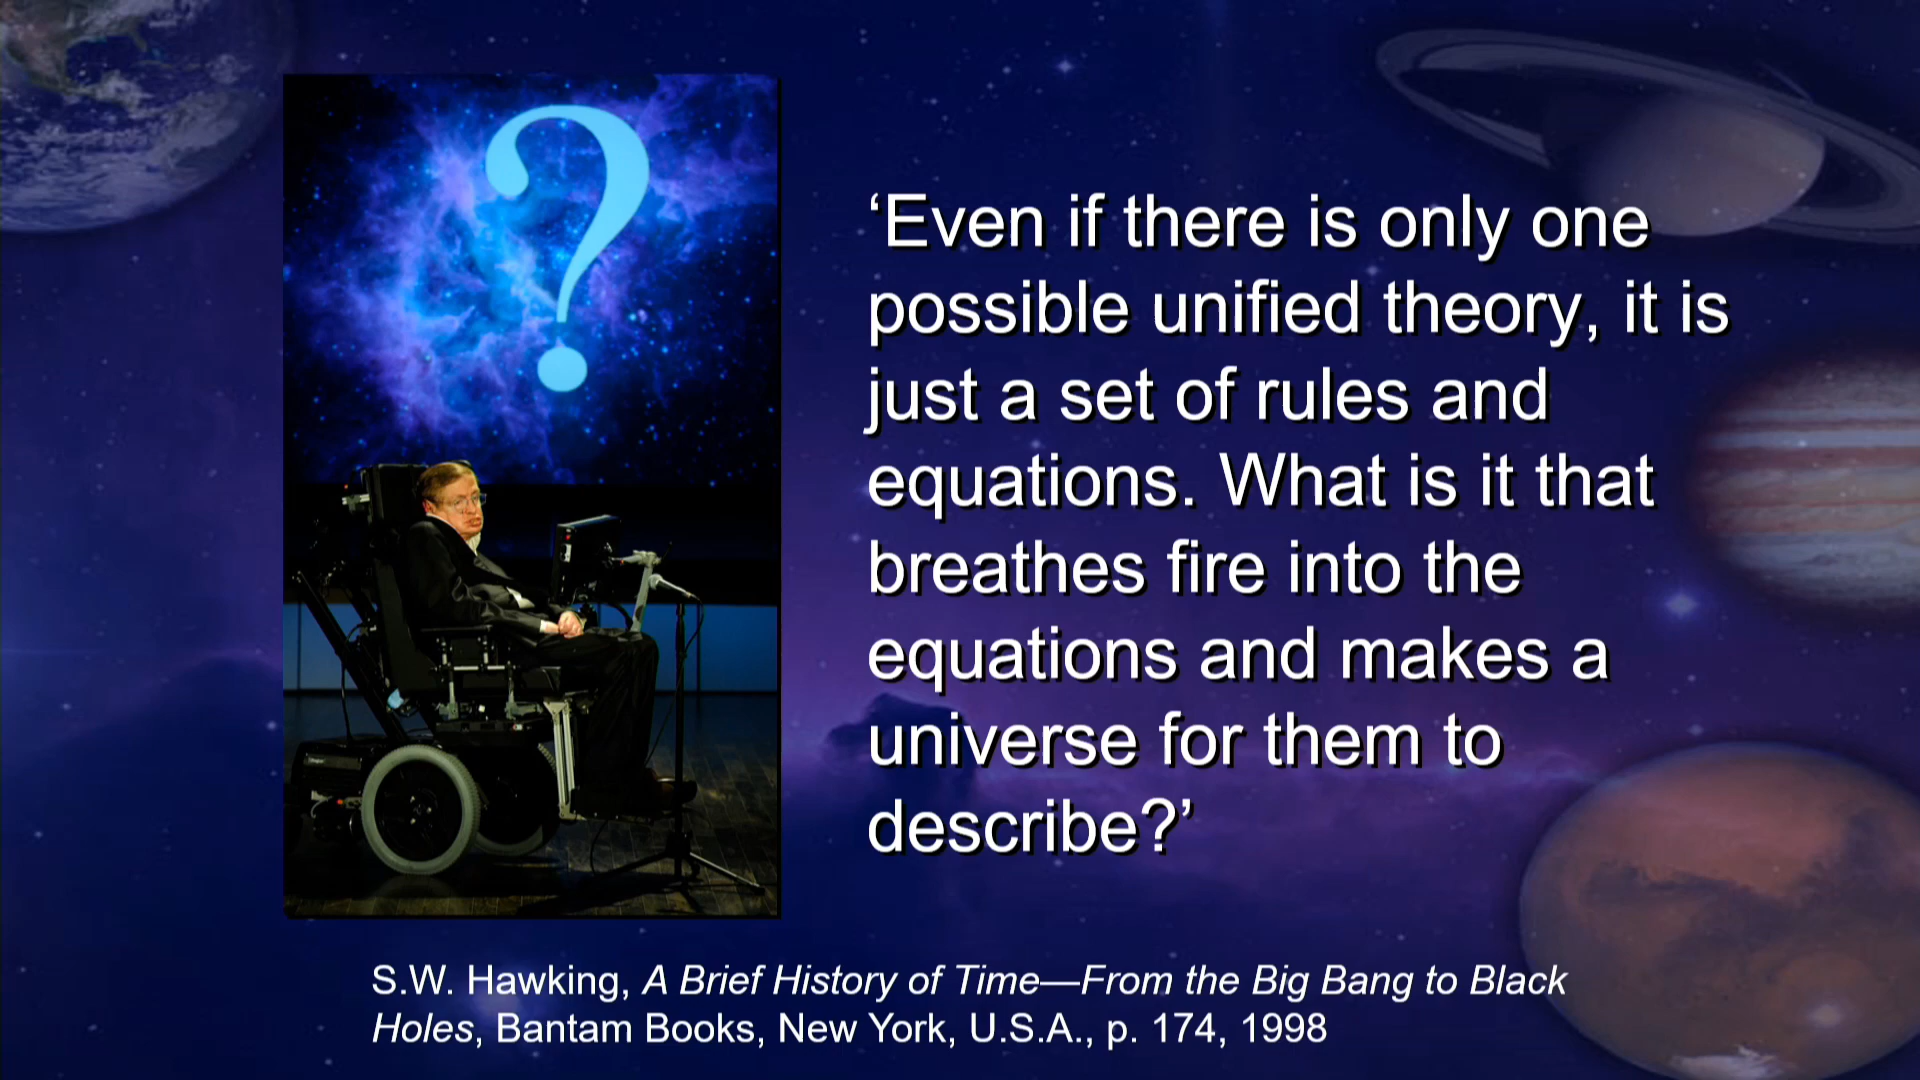 ?
‘Even if there is only one
possible unified theory, it is
just a set of rules and
equations. What is it that
breathes fire into the
equations and makes a
universe for them to
describe?’
S.W. Hawking, A Brief History of Time—From the Big Bang to Black
Holes, Bantam Books, New York, U.S.A., p. 174, 1998